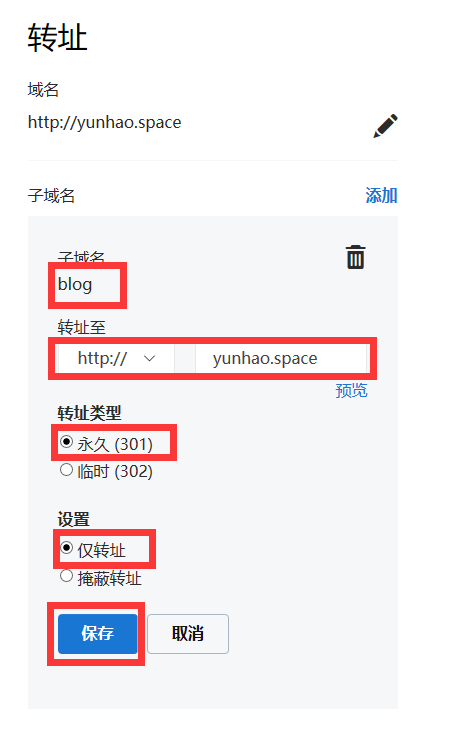 转址
域名
http://yunhao.space
子域名 添加
子域名
blog
转址至
http:// yunhao.space
预览
转址类型
永久 (301)
临时 (302)
设置
仅转址
掩蔽转址
保存 取消